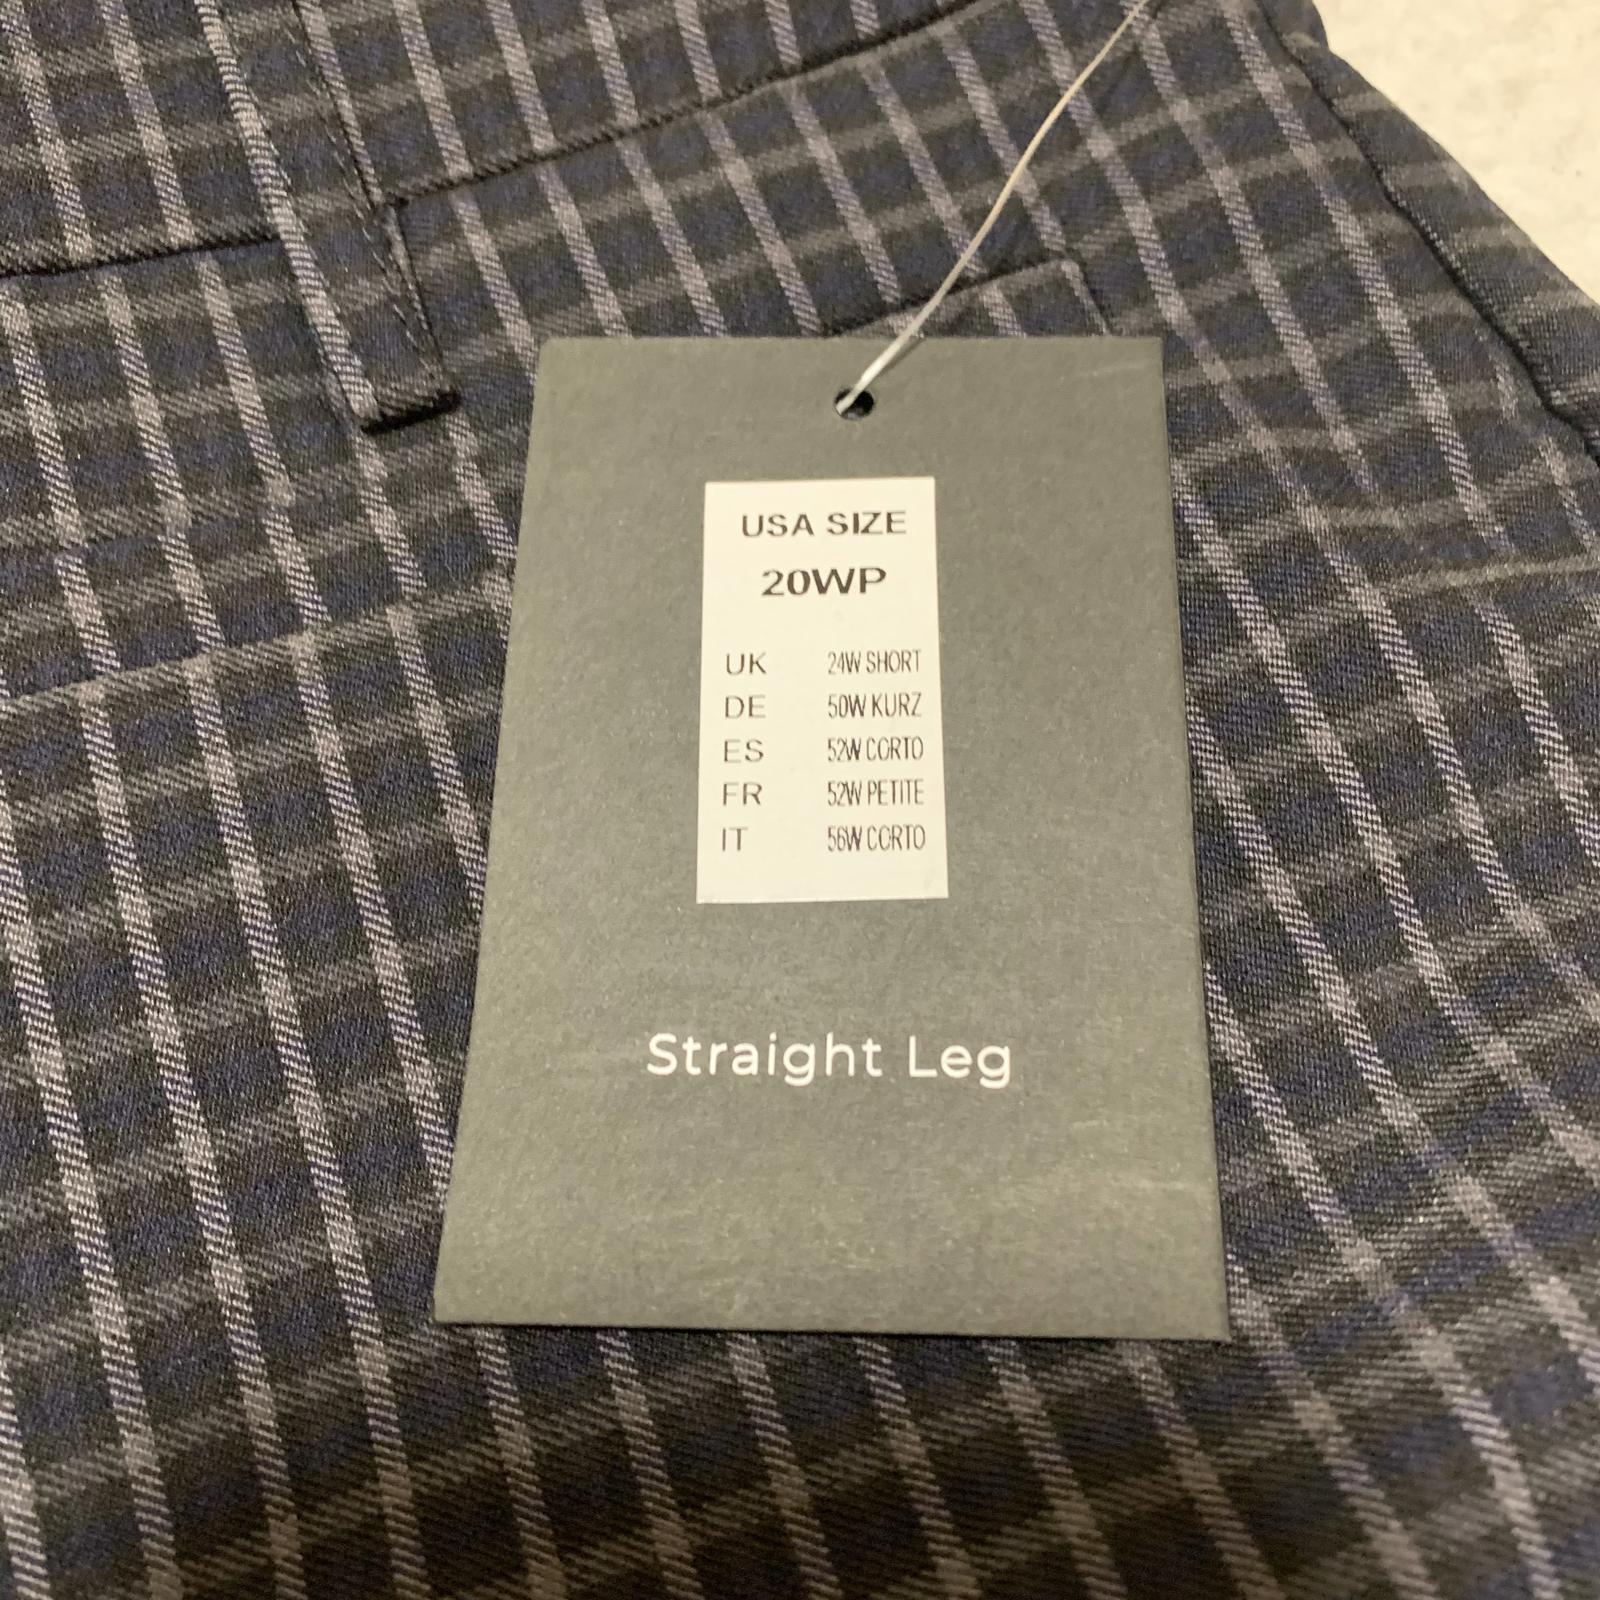 USA SIZE
20WP
UK 24W SHORT
DE 50W KURZ
ES 52W CORTO
FR 52W PETITE
IT 56W CORTO
Straight Leg